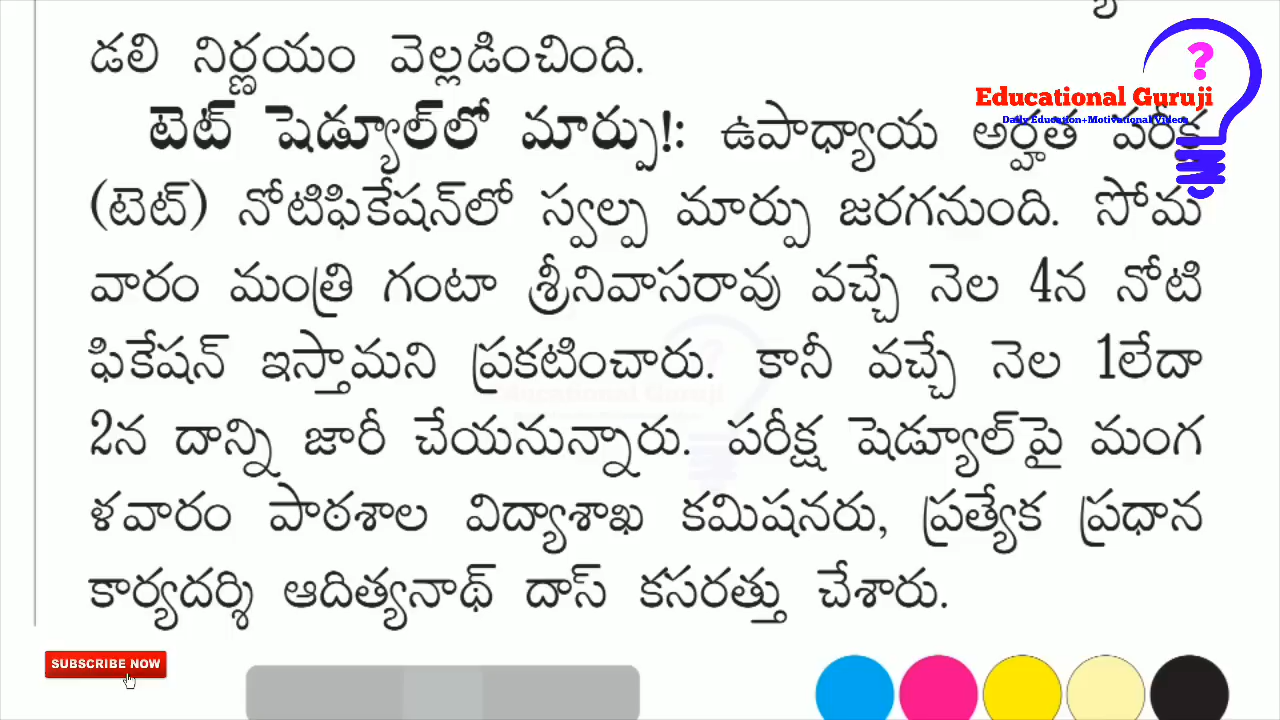 డలి నిర్ణయం వెల్లడించింది.
?
Educational Guruji
Daily Education+Motivational Videos
టెట్ షెడ్యూల్‌లో మార్పు!: ఉపాధ్యాయ అర్హత పరీక్ష
(టెట్) నోటిఫికేషన్‌లో స్వల్ప మార్పు జరగనుంది. సోమ
వారం మంత్రి గంటా శ్రీనివాసరావు వచ్చే నెల 4న నోటి
ఫికేషన్ ఇస్తామని ప్రకటించారు. కానీ వచ్చే నెల 1లేదా
Educational Guruji
2న దాన్ని జారీ చేయనున్నారు. పరీక్ష షెడ్యూల్‌పై మంగ
ళవారం పాఠశాల విద్యాశాఖ కమిషనరు, ప్రత్యేక ప్రధాన
కార్యదర్శి ఆదిత్యనాథ్ దాస్ కసరత్తు చేశారు.
SUBSCRIBE NOW